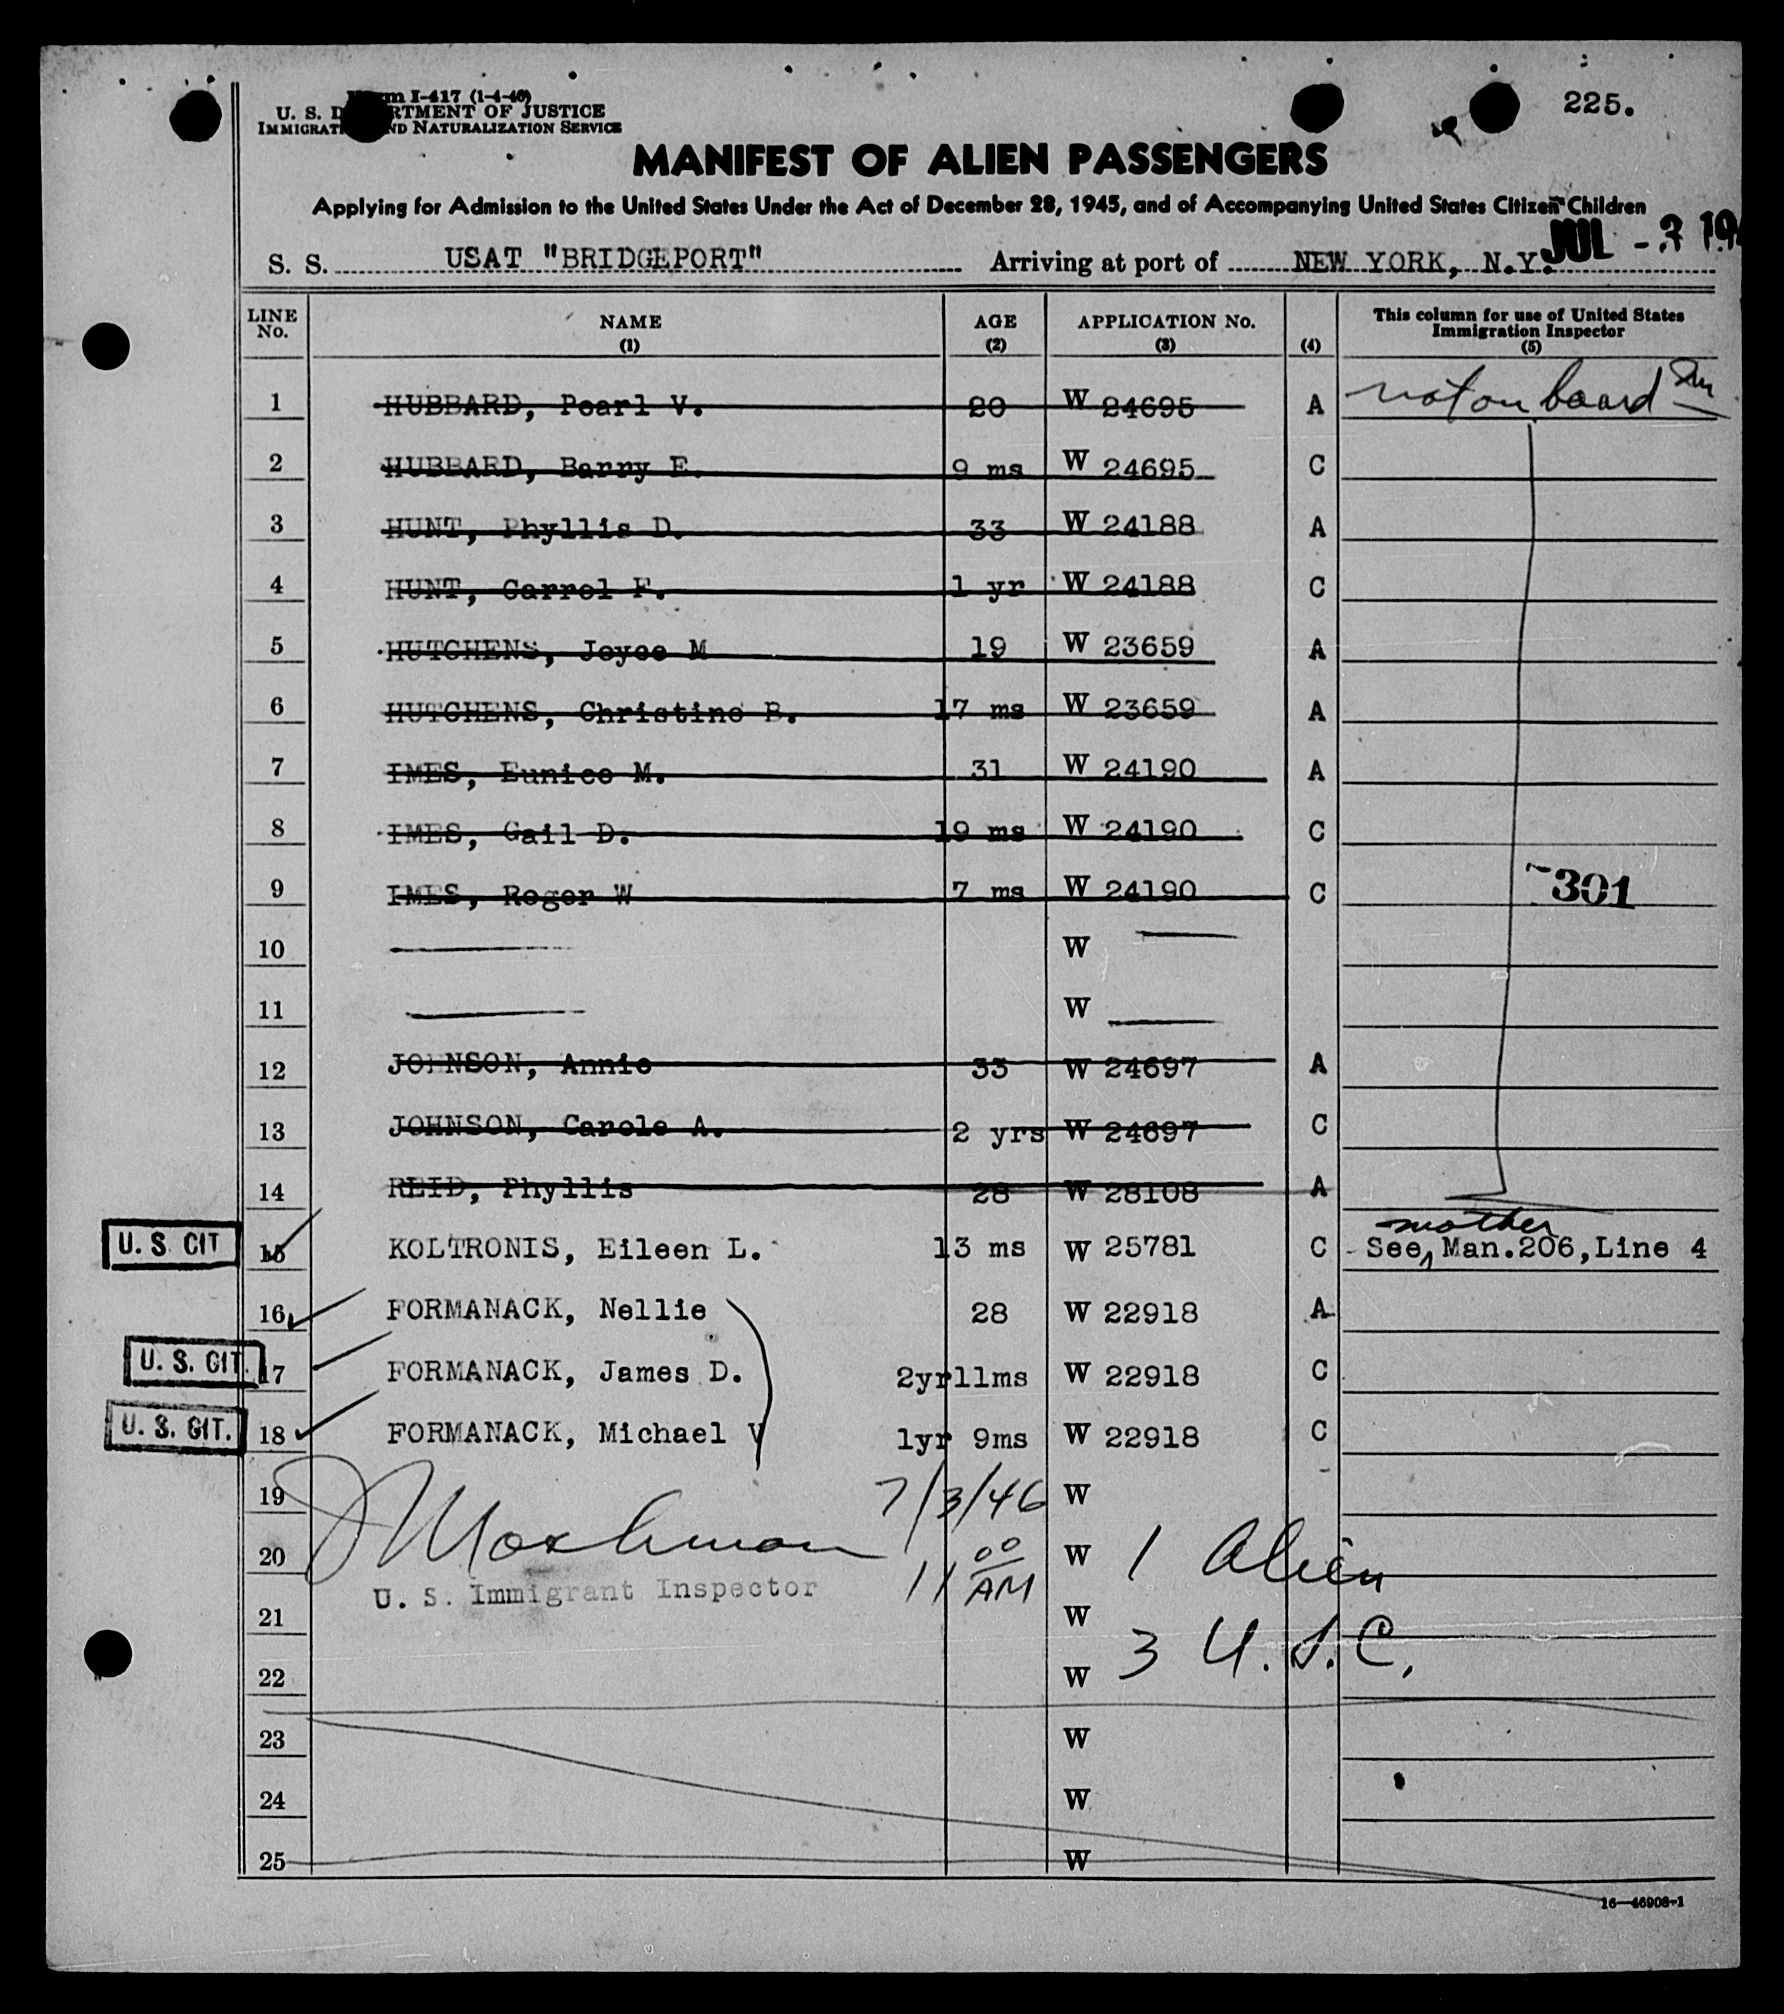 225.
Form I-417 (1-4-46)
U. S. DEPARTMENT OF JUSTICE
IMMIGRATION AND NATURALIZATION SERVICE
MANIFEST OF ALIEN PASSENGERS
Applying for Admission to the United States Under the Act of December 28, 1945, and of Accompanying United States Citizen Children
JUL - 3 19
S. S. USAT "BRIDGEPORT" Arriving at port of NEW YORK, N.Y.
LINE No. NAME (1) AGE (2) APPLICATION No. (3) (4) This column for use of United States Immigration Inspector (5)
1 HUBBARD, Pearl V. 20 W 24695 A not on board
2 HUBBARD, Barry E. 9 ms W 24695 C
3 HUNT, Phyllis D. 33 W 24188 A
4 HUNT, Carrol F. 1 yr W 24188 C
5 HUTCHENS, Joyce M 19 W 23659 A
6 HUTCHENS, Christine B. 17 ms W 23659 A
7 IMES, Eunice M. 31 W 24190 A
8 IMES, Gail D. 19 ms W 24190 C
9 IMES, Roger W 7 ms W 24190 C 301
10 W
11 W
12 JOHNSON, Annie 33 W 24697 A
13 JOHNSON, Carole A. 2 yrs W 24697 C
14 REID, Phyllis 28 W 28108 A
U. S. CIT 15 KOLTRONIS, Eileen L. 13 ms W 25781 C See mother Man.206, Line 4
16 FORMANACK, Nellie 28 W 22918 A
U. S. CIT. 17 FORMANACK, James D. 2yr11ms W 22918 C
U. S. CIT. 18 FORMANACK, Michael V 1yr 9ms W 22918 C
19 7/3/46 W
20 11 00 AM W 1 Alien
U. S. Immigrant Inspector
21 W
22 W 3 U.S.C.
23 W
24 W
25 W
16—46908-1